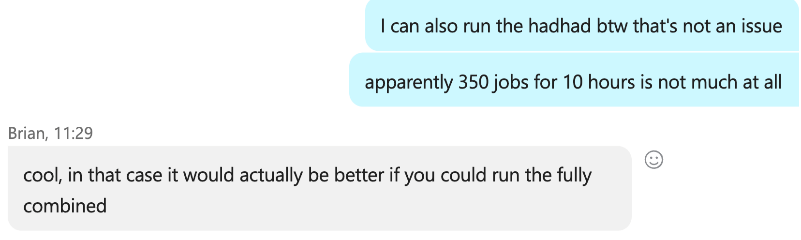 I can also run the hadhad btw that's not an issue
apparently 350 jobs for 10 hours is not much at all
Brian, 11:29
cool, in that case it would actually be better if you could run the fully
combined